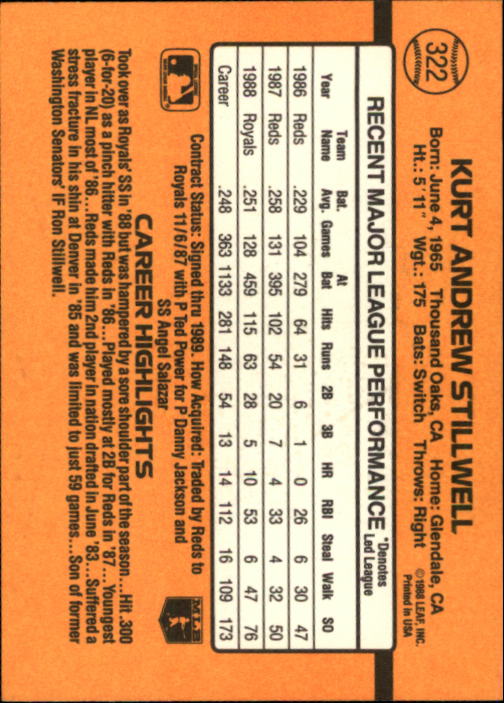 322
KURT ANDREW STILLWELL
Born: June 4, 1965 Thousand Oaks, CA Home: Glendale, CA
Ht.: 5' 11" Wgt.: 175 Bats: Switch Throws: Right
©1988 LEAF, INC.
Printed in USA
RECENT MAJOR LEAGUE PERFORMANCE *Denotes Led League
Year Team Name Bat. Avg. Games At Bat Hits Runs 2B 3B HR RBI Steal Walk SO
1986 Reds .229 104 279 64 31 6 1 0 26 6 30 47
1987 Reds .258 131 395 102 54 20 7 4 33 4 32 50
1988 Royals .251 128 459 115 63 28 5 10 53 6 47 76
Career .248 363 1133 281 148 54 13 14 112 16 109 173
Contract Status: Signed thru 1989. How Acquired: Traded by Reds to
Royals 11/6/87 with P Ted Power for P Danny Jackson and
SS Angel Salazar
MLB
CAREER HIGHLIGHTS
Took over as Royals' SS in '88 but was hampered by a sore shoulder part of the season...Hit .300
(6-for-20) as a pinch hitter with Reds in '86...Played mostly at 2B for Reds in '87....Youngest
player in NL most of '86...Reds made him 2nd player in nation drafted in June '83...Suffered a
stress fracture in his shin at Denver in '85 and was limited to just 59 games...Son of former
Washington Senators' IF Ron Stillwell.